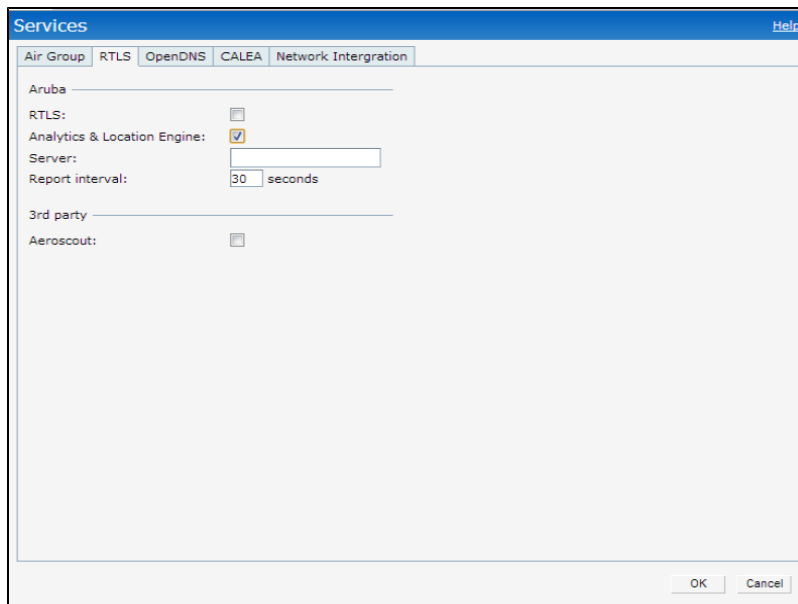 Services Help
Air Group RTLS OpenDNS CALEA Network Intergration
Aruba
RTLS:
Analytics & Location Engine:
Server:
Report interval: 30 seconds
3rd party
Aeroscout:
OK Cancel